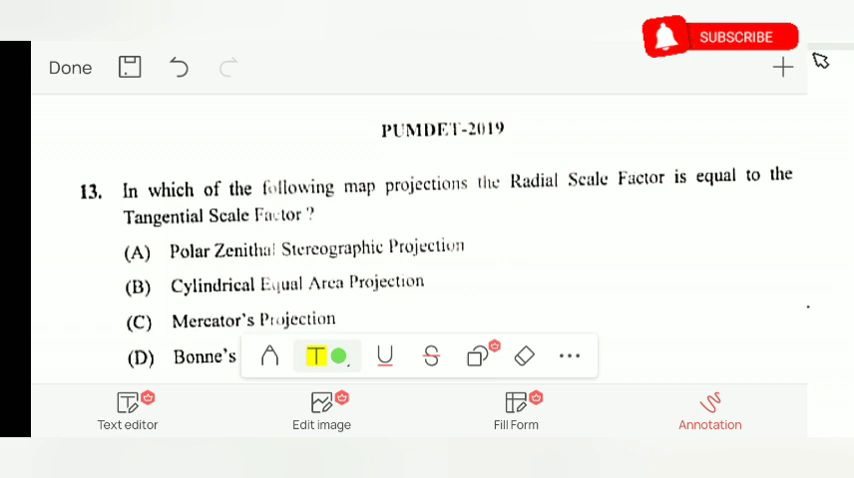 SUBSCRIBE
Done
PUMDET-2019
13. In which of the following map projections the Radial Scale Factor is equal to the
Tangential Scale Factor ?
(A) Polar Zenithal Stereographic Projection
(B) Cylindrical Equal Area Projection
(C) Mercator's Projection
(D) Bonne's
T U S
Text editor Edit image Fill Form Annotation